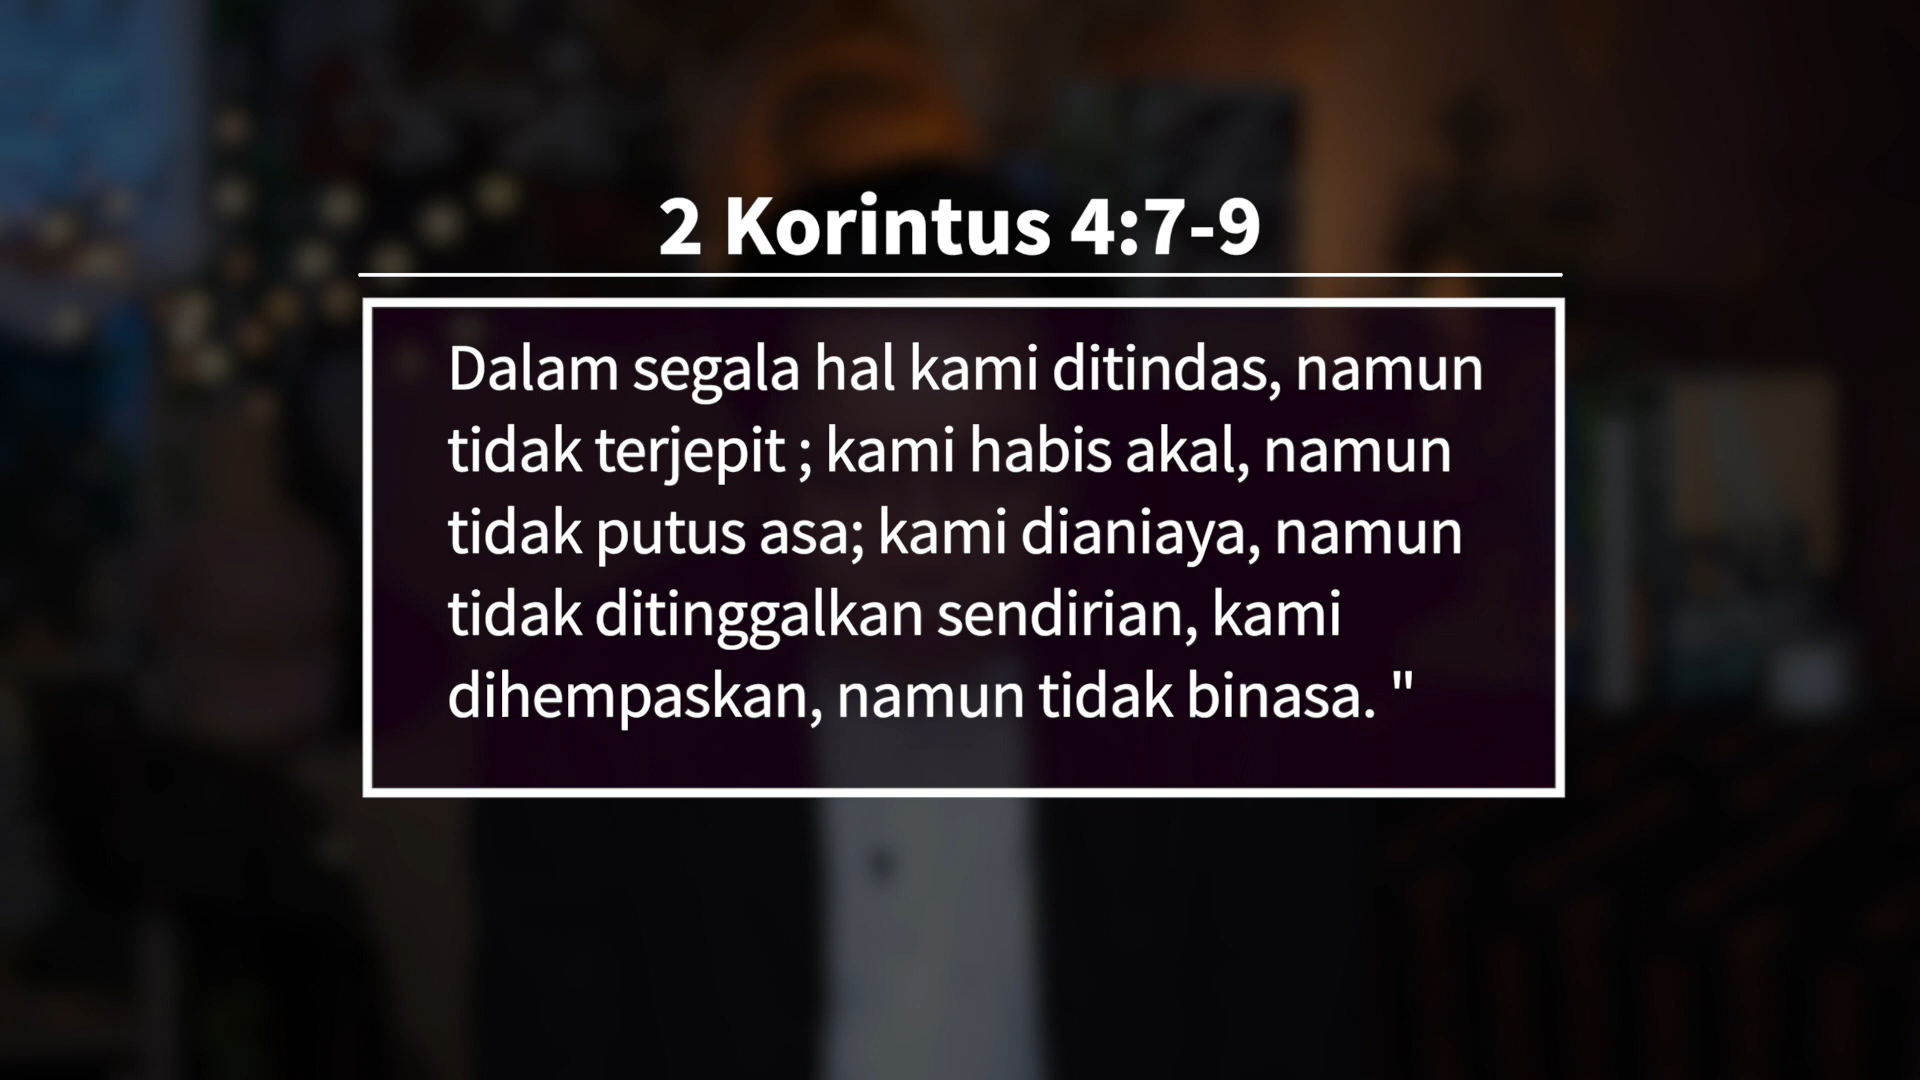 2 Korintus 4:7-9
Dalam segala hal kami ditindas, namun
tidak terjepit ; kami habis akal, namun
tidak putus asa; kami dianiaya, namun
tidak ditinggalkan sendirian, kami
dihempaskan, namun tidak binasa. "